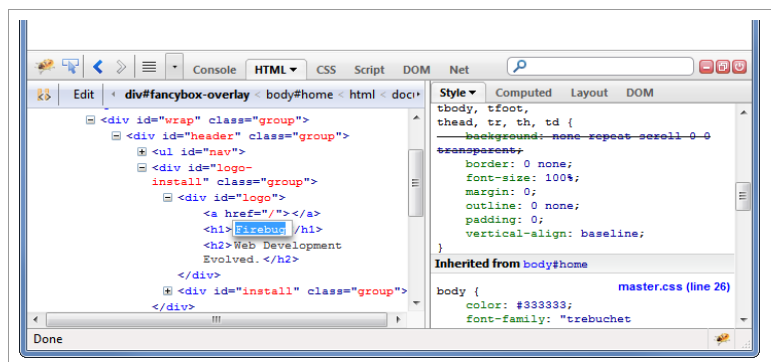 Console HTML CSS Script DOM Net
Edit div#fancybox-overlay < body#home < html < doc
Style Computed Layout DOM
<div id="wrap" class="group">
<div id="header" class="group">
<ul id="nav">
<div id="logo-
install" class="group">
<div id="logo">
<a href="/"></a>
<h1>Firebug/h1>
<h2>Web Development
Evolved.</h2>
</div>
<div id="install" class="group">
</div>
tbody, tfoot,
thead, tr, th, td {
background: none repeat scroll 0 0
transparent;
border: 0 none;
font-size: 100%;
margin: 0;
outline: 0 none;
padding: 0;
vertical-align: baseline;
}
Inherited from body#home
body {
master.css (line 26)
color: #333333;
font-family: "trebuchet
Done